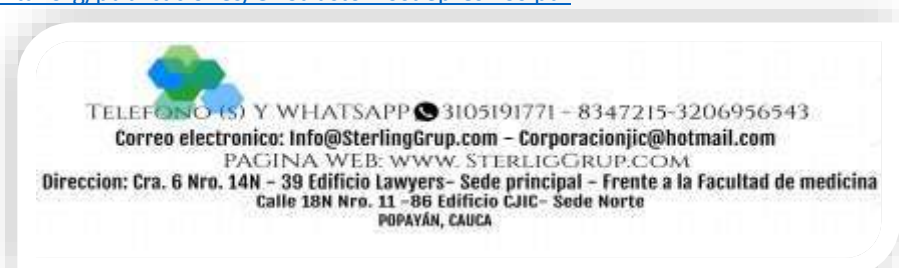 TELEFONO (S) Y WHATSAPP 3105191771 - 8347215-3206956543
Correo electronico: Info@SterlingGrup.com - Corporacionjic@hotmail.com
PAGINA WEB: WWW. STERLIGGRUP.COM
Direccion: Cra. 6 Nro. 14N - 39 Edificio Lawyers- Sede principal - Frente a la Facultad de medicina
Calle 18N Nro. 11 -86 Edificio CJIC- Sede Norte
POPAYÁN, CAUCA